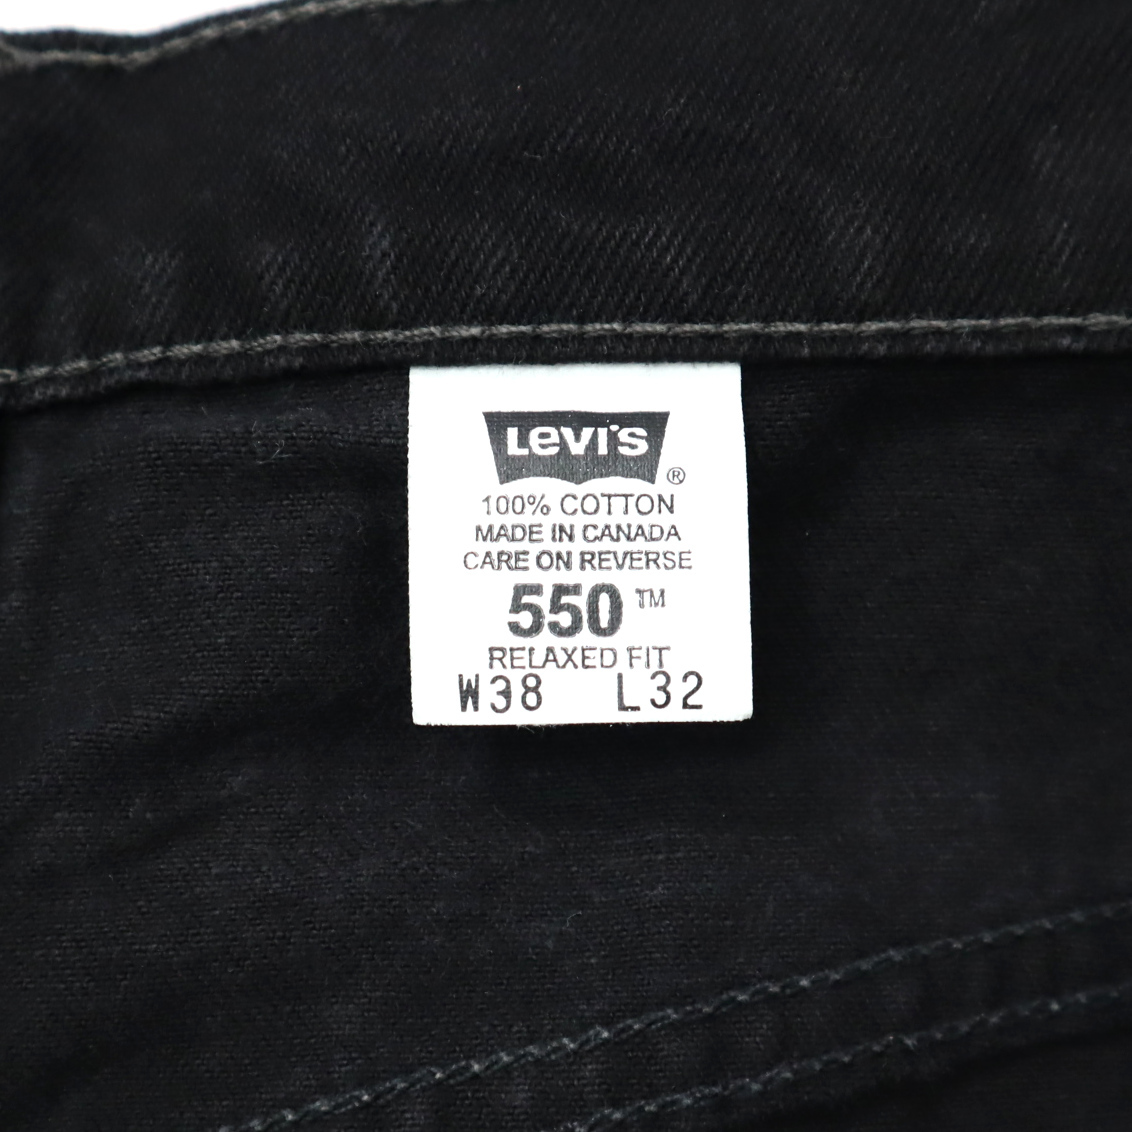 LEVI'S®
100% COTTON
MADE IN CANADA
CARE ON REVERSE
550™
RELAXED FIT
W38 L32